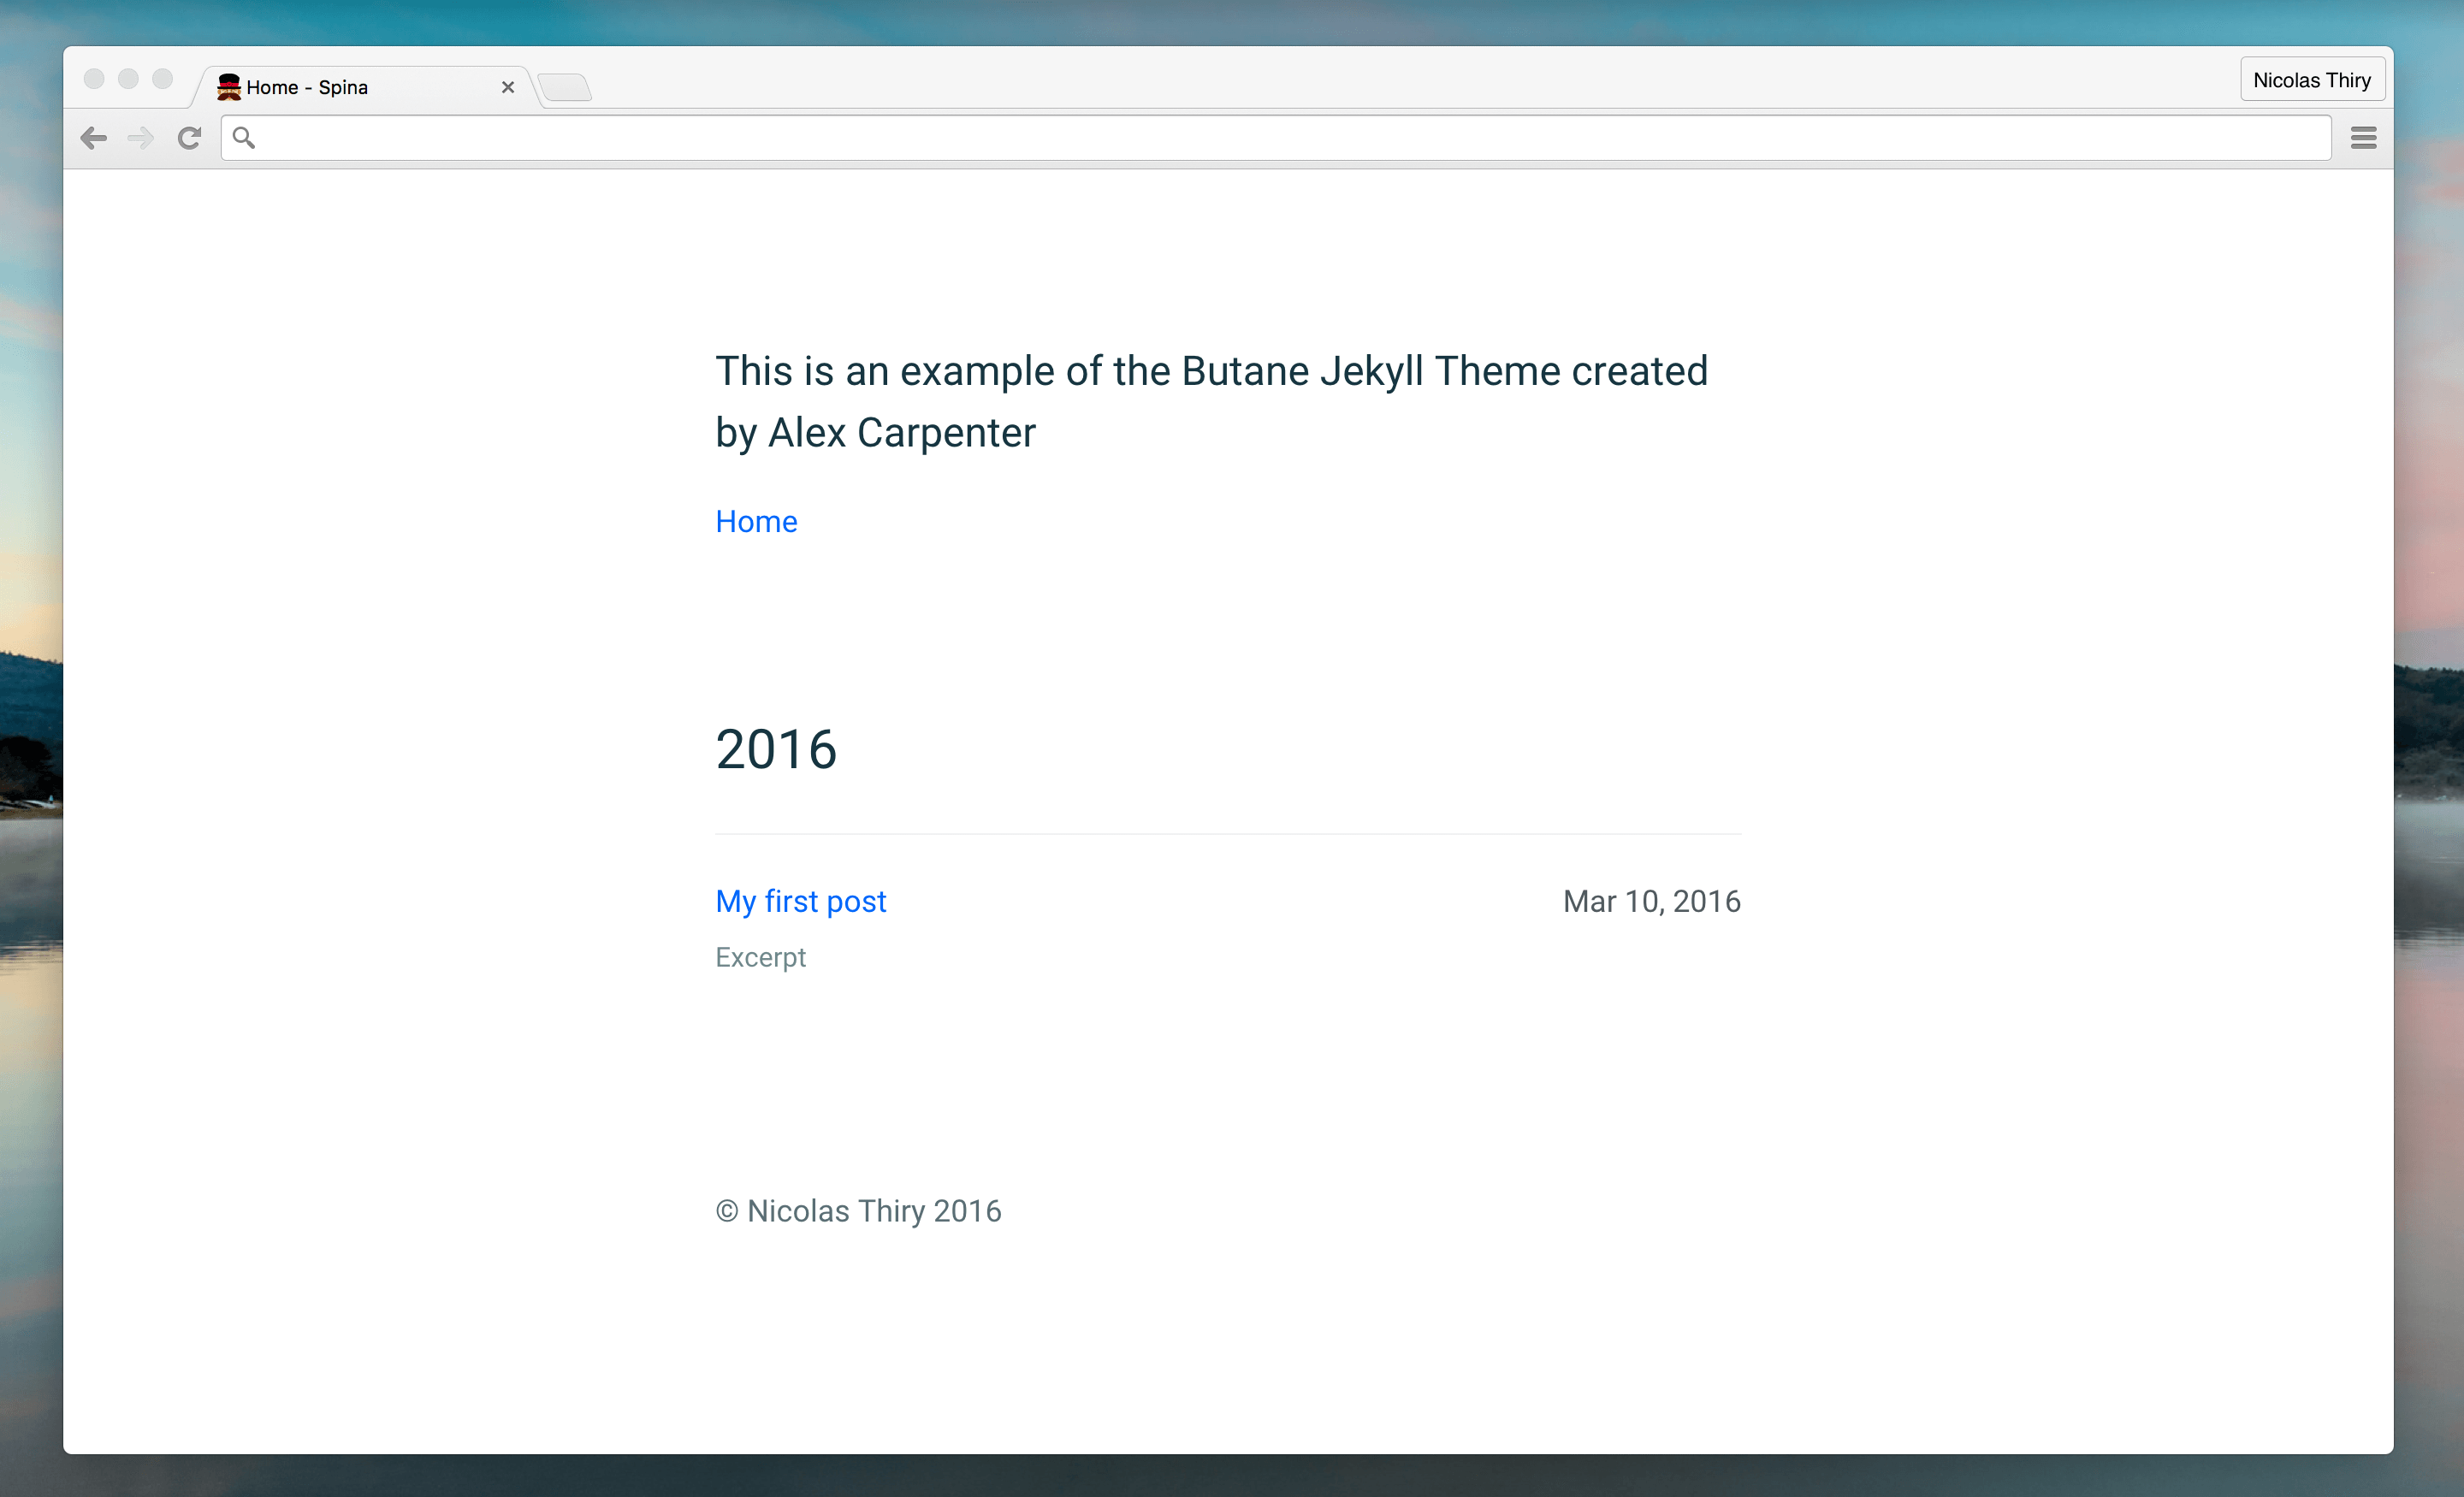 Home - Spina
Nicolas Thiry
This is an example of the Butane Jekyll Theme created
by Alex Carpenter
Home
2016
My first post
Mar 10, 2016
Excerpt
© Nicolas Thiry 2016